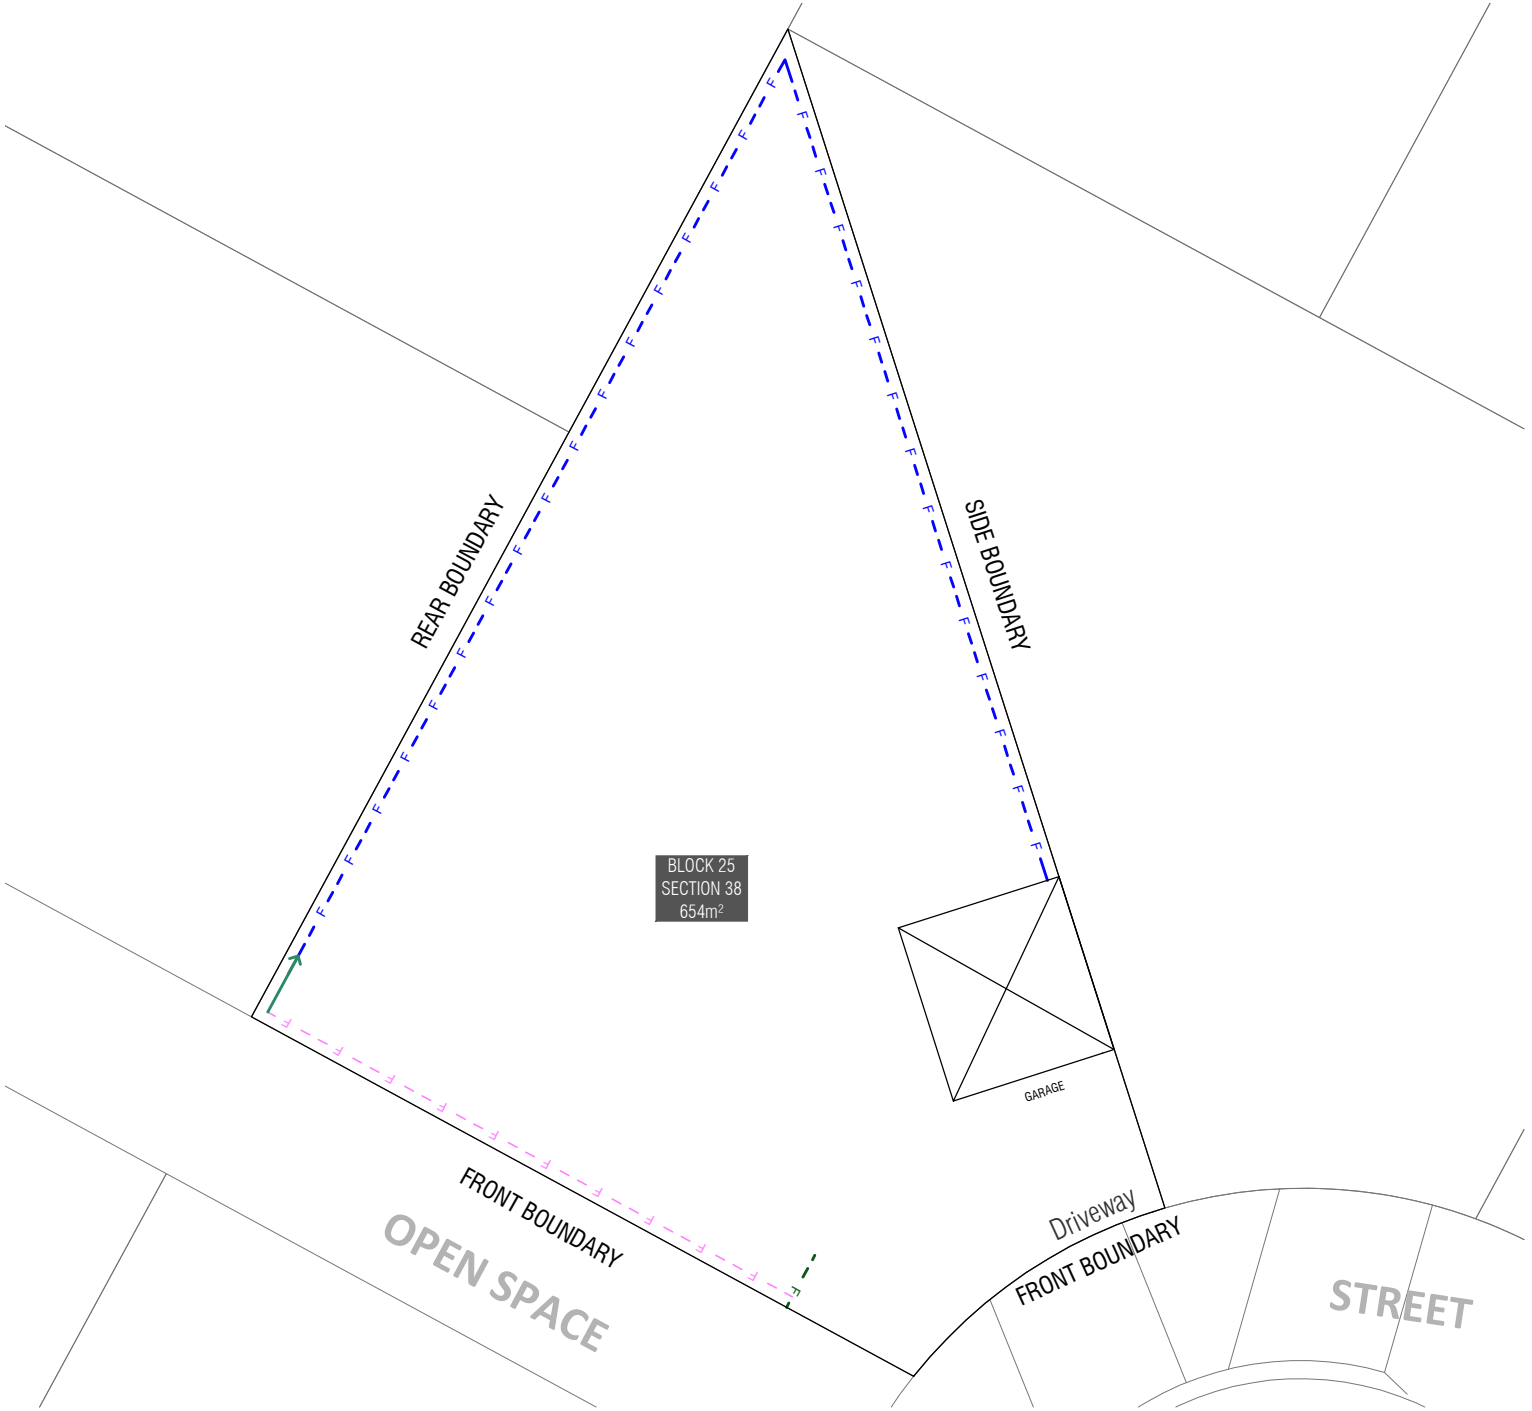 REAR BOUNDARY
SIDE BOUNDARY
BLOCK 25
SECTION 38
654m²
GARAGE
Driveway
FRONT BOUNDARY
FRONT BOUNDARY
OPEN SPACE
STREET
F F F F F F F F F F F F F F F F F
F F F F F F F F F F F F F F
F F F F F F F F F F
F